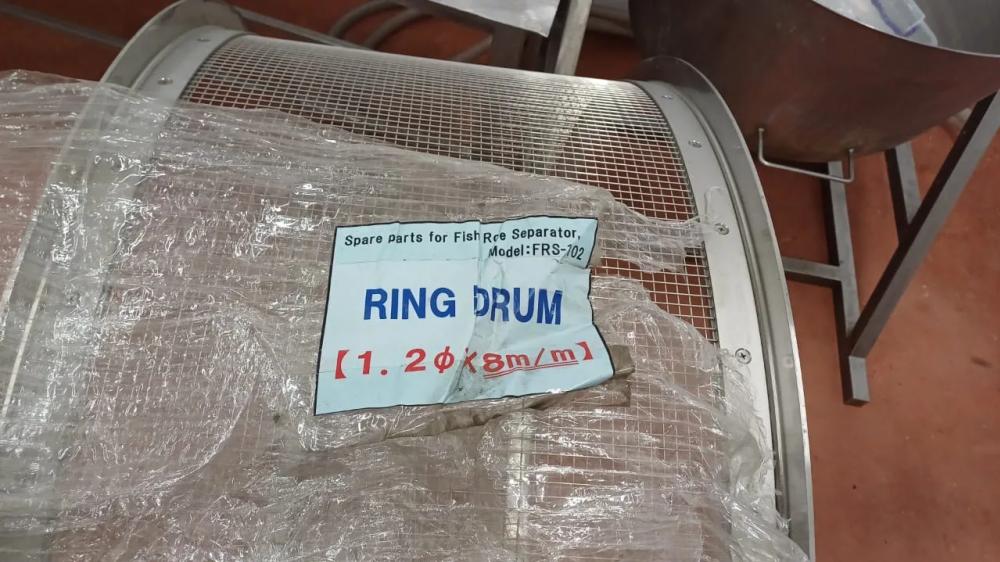 Spare parts for Fish Roe Separator,
Model:FRS-702
RING DRUM
【1.2φ×8m/m】